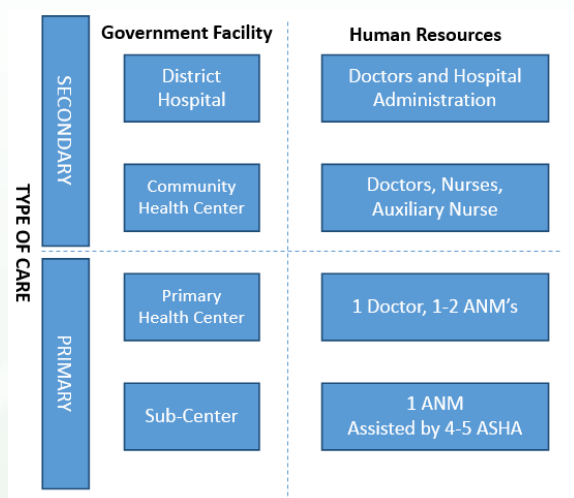 Government Facility
Human Resources
TYPE OF CARE
SECONDARY
District
Hospital
Doctors and Hospital
Administration
Community
Health Center
Doctors, Nurses,
Auxiliary Nurse
PRIMARY
Primary
Health Center
1 Doctor, 1-2 ANM's
Sub-Center
1 ANM
Assisted by 4-5 ASHA